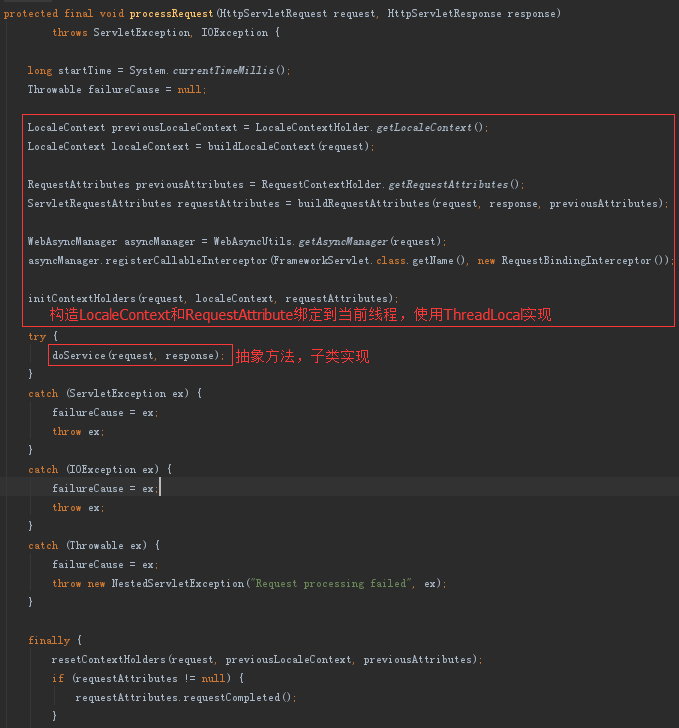 protected final void processRequest(HttpServletRequest request, HttpServletResponse response)
throws ServletException, IOException {
long startTime = System.currentTimeMillis();
Throwable failureCause = null;
LocaleContext previousLocaleContext = LocaleContextHolder.getLocaleContext();
LocaleContext localeContext = buildLocaleContext(request);
RequestAttributes previousAttributes = RequestContextHolder.getRequestAttributes();
ServletRequestAttributes requestAttributes = buildRequestAttributes(request, response, previousAttributes);
WebAsyncManager asyncManager = WebAsyncUtils.getAsyncManager(request);
asyncManager.registerCallableInterceptor(FrameworkServlet.class.getName(), new RequestBindingInterceptor());
initContextHolders(request, localeContext, requestAttributes);
构造LocaleContext和RequestAttribute绑定到当前线程，使用ThreadLocal实现
try {
doService(request, response); 抽象方法，子类实现
}
catch (ServletException ex) {
failureCause = ex;
throw ex;
}
catch (IOException ex) {
failureCause = ex;
throw ex;
}
catch (Throwable ex) {
failureCause = ex;
throw new NestedServletException("Request processing failed", ex);
}
finally {
resetContextHolders(request, previousLocaleContext, previousAttributes);
if (requestAttributes != null) {
requestAttributes.requestCompleted();
}